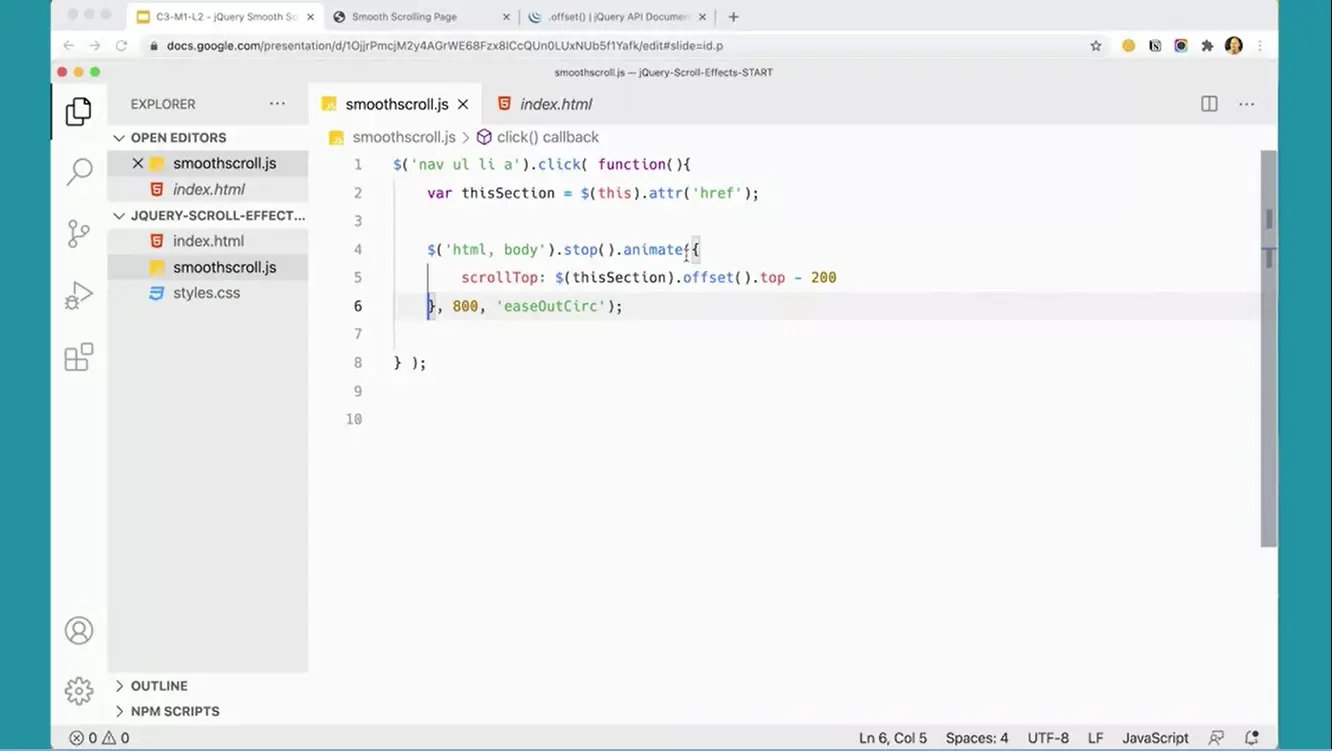 C3-M1-L2 - jQuery Smooth Sc
Smooth Scrolling Page
.offset() | jQuery API Documen
docs.google.com/presentation/d/1OjjrPmcjM2y4AGrWE68Fzx8lCcQUn0LUxNUb5f1Yafk/edit#slide=id.p
smoothscroll.js — jQuery-Scroll-Effects-START
EXPLORER
smoothscroll.js
index.html
OPEN EDITORS
smoothscroll.js
index.html
JQUERY-SCROLL-EFFECT...
index.html
smoothscroll.js
styles.css
smoothscroll.js > click() callback
1 $('nav ul li a').click( function(){
2 var thisSection = $(this).attr('href');
3
4 $('html, body').stop().animate({
5 scrollTop: $(thisSection).offset().top - 200
6 }, 800, 'easeOutCirc');
7
8 } );
9
10
OUTLINE
NPM SCRIPTS
0 0
Ln 6, Col 5 Spaces: 4 UTF-8 LF JavaScript